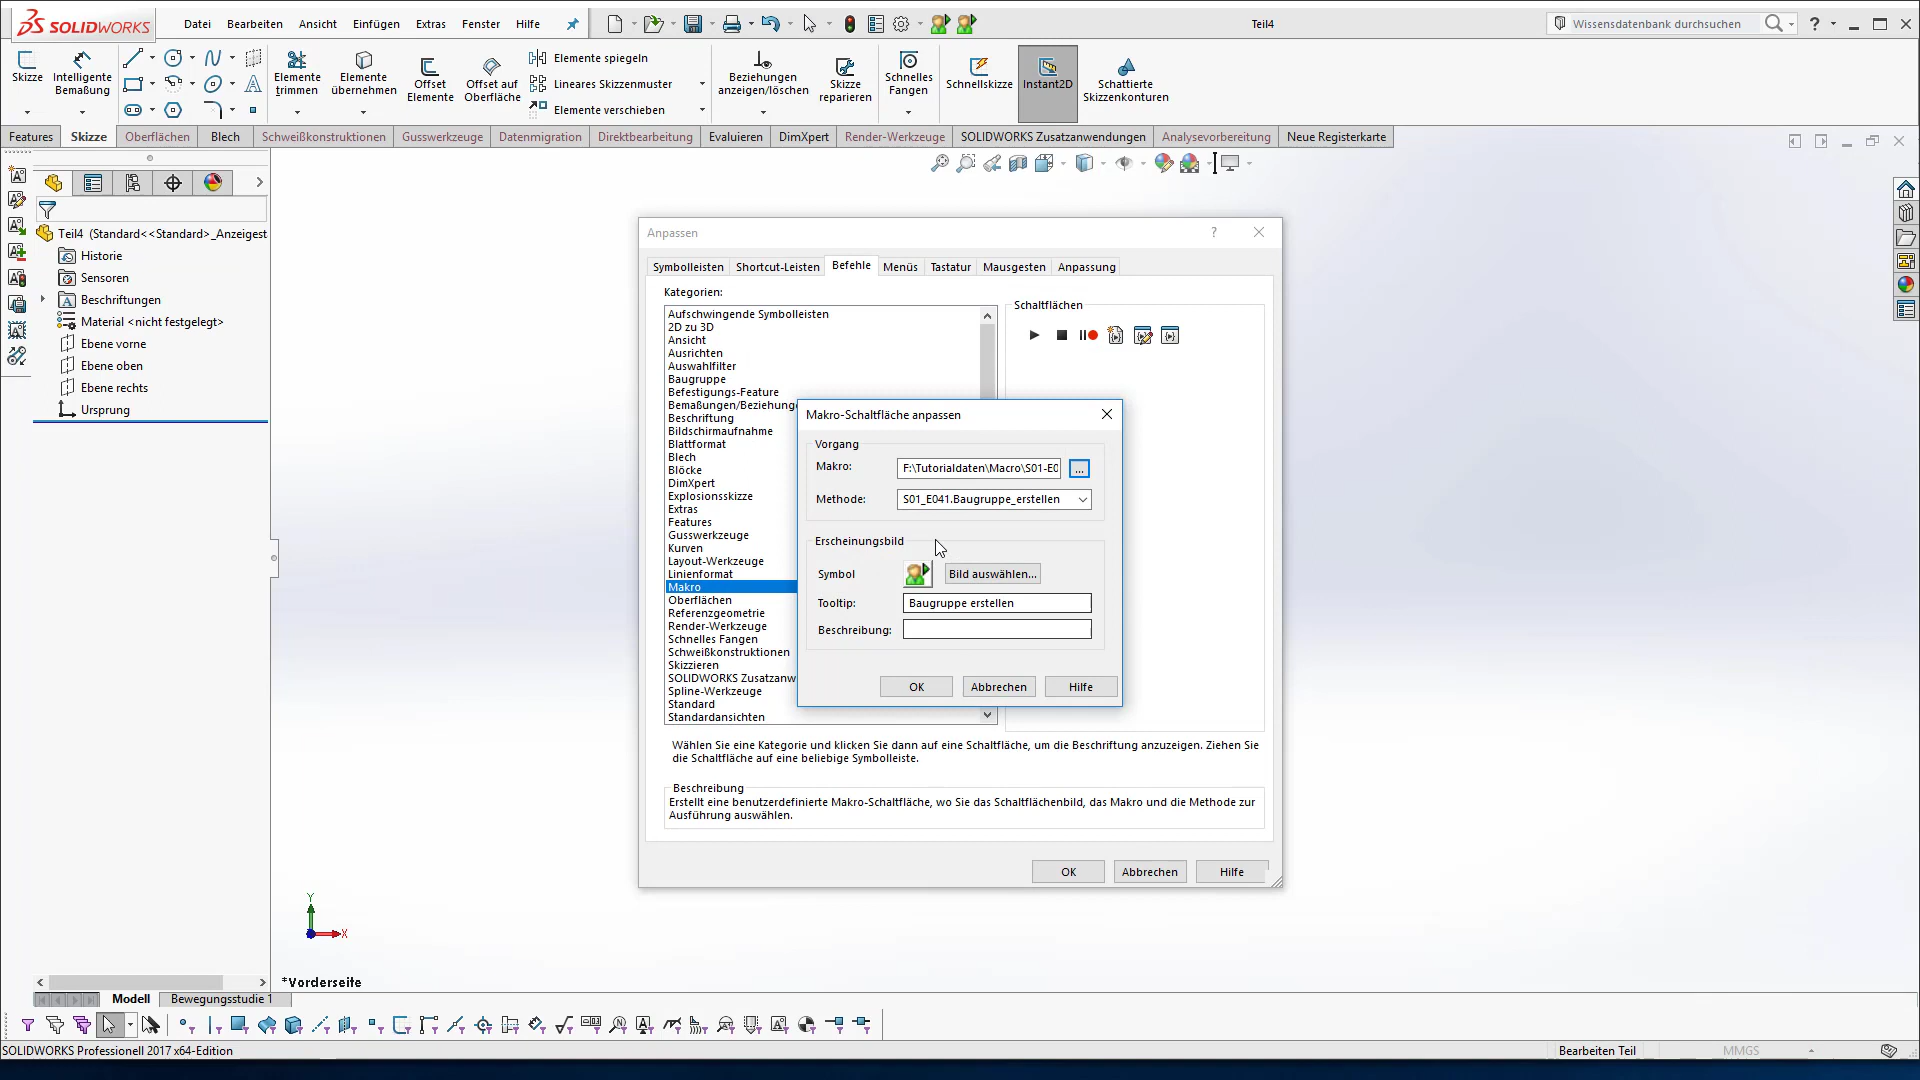 SOLIDWORKS
Datei
Bearbeiten
Ansicht
Einfügen
Extras
Fenster
Hilfe
Teil4
Wissensdatenbank durchsuchen
Skizze
Intelligente
Bemaßung
Elemente
trimmen
Elemente
übernehmen
Offset
Elemente
Offset auf
Oberfläche
Elemente spiegeln
Lineares Skizzenmuster
Elemente verschieben
Beziehungen
anzeigen/löschen
Skizze
reparieren
Schnelles
Fangen
Schnellskizze
Instant2D
Schattierte
Skizzenkonturen
Features
Skizze
Oberflächen
Blech
Schweißkonstruktionen
Gusswerkzeuge
Datenmigration
Direktbearbeitung
Evaluieren
DimXpert
Render-Werkzeuge
SOLIDWORKS Zusatzanwendungen
Analysevorbereitung
Neue Registerkarte
Teil4 (Standard<<Standard>_Anzeigest
Historie
Sensoren
Beschriftungen
Material <nicht festgelegt>
Ebene vorne
Ebene oben
Ebene rechts
Ursprung
Anpassen
?
Symbolleisten
Shortcut-Leisten
Befehle
Menüs
Tastatur
Mausgesten
Anpassung
Kategorien:
Aufschwingende Symbolleisten
2D zu 3D
Ansicht
Ausrichten
Auswahlfilter
Baugruppe
Befestigungs-Feature
Bemaßungen/Beziehunge
Beschriftung
Bildschirmaufnahme
Blattformat
Blech
Blöcke
DimXpert
Explosionsskizze
Extras
Features
Gusswerkzeuge
Kurven
Layout-Werkzeuge
Linienformat
Makro
Oberflächen
Referenzgeometrie
Render-Werkzeuge
Schnelles Fangen
Schweißkonstruktionen
Skizzieren
SOLIDWORKS Zusatzanw
Spline-Werkzeuge
Standard
Standardansichten
Schaltflächen
Makro-Schaltfläche anpassen
Vorgang
Makro:
F:\Tutorialdaten\Macro\S01-E0
...
Methode:
S01_E041.Baugruppe_erstellen
Erscheinungsbild
Symbol
Bild auswählen...
Tooltip:
Baugruppe erstellen
Beschreibung:
OK
Abbrechen
Hilfe
Wählen Sie eine Kategorie und klicken Sie dann auf eine Schaltfläche, um die Beschriftung anzuzeigen. Ziehen Sie
die Schaltfläche auf eine beliebige Symbolleiste.
Beschreibung
Erstellt eine benutzerdefinierte Makro-Schaltfläche, wo Sie das Schaltflächenbild, das Makro und die Methode zur
Ausführung auswählen.
OK
Abbrechen
Hilfe
Y
X
*Vorderseite
Modell
Bewegungsstudie 1
SOLIDWORKS Professionell 2017 x64-Edition
Bearbeiten Teil
MMGS